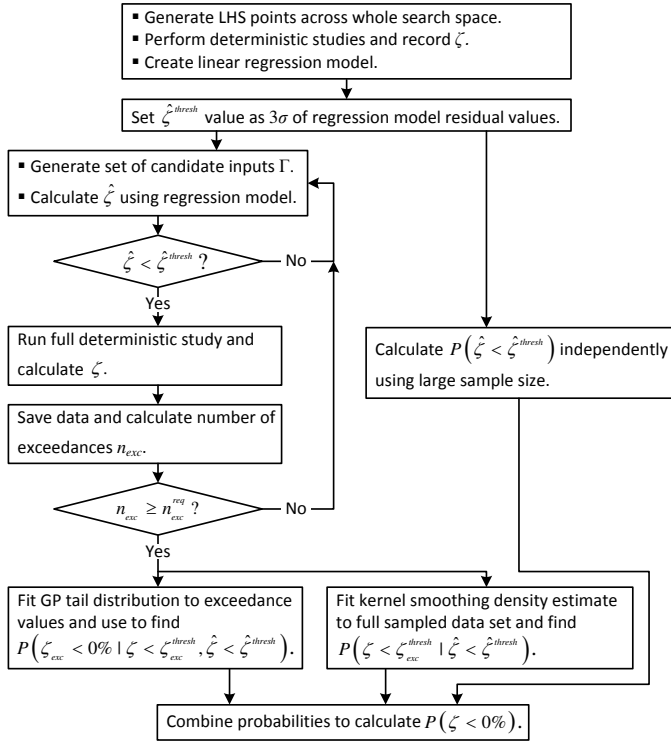 ▪ Generate LHS points across whole search space.
▪ Perform deterministic studies and record ζ.
▪ Create linear regression model.
Set ζ̂^thresh value as 3σ of regression model residual values.
▪ Generate set of candidate inputs Γ.
▪ Calculate ζ̂ using regression model.
ζ̂ < ζ̂^thresh ?
No
Yes
Run full deterministic study and
calculate ζ.
Calculate P(ζ̂ < ζ̂^thresh) independently
using large sample size.
Save data and calculate number of
exceedances n_exc.
n_exc ≥ n_exc^req ?
No
Yes
Fit GP tail distribution to exceedance
values and use to find
P(ζ_exc < 0% | ζ < ζ_exc^thresh, ζ̂ < ζ̂^thresh).
Fit kernel smoothing density estimate
to full sampled data set and find
P(ζ < ζ_exc^thresh | ζ̂ < ζ̂^thresh).
Combine probabilities to calculate P(ζ < 0%).